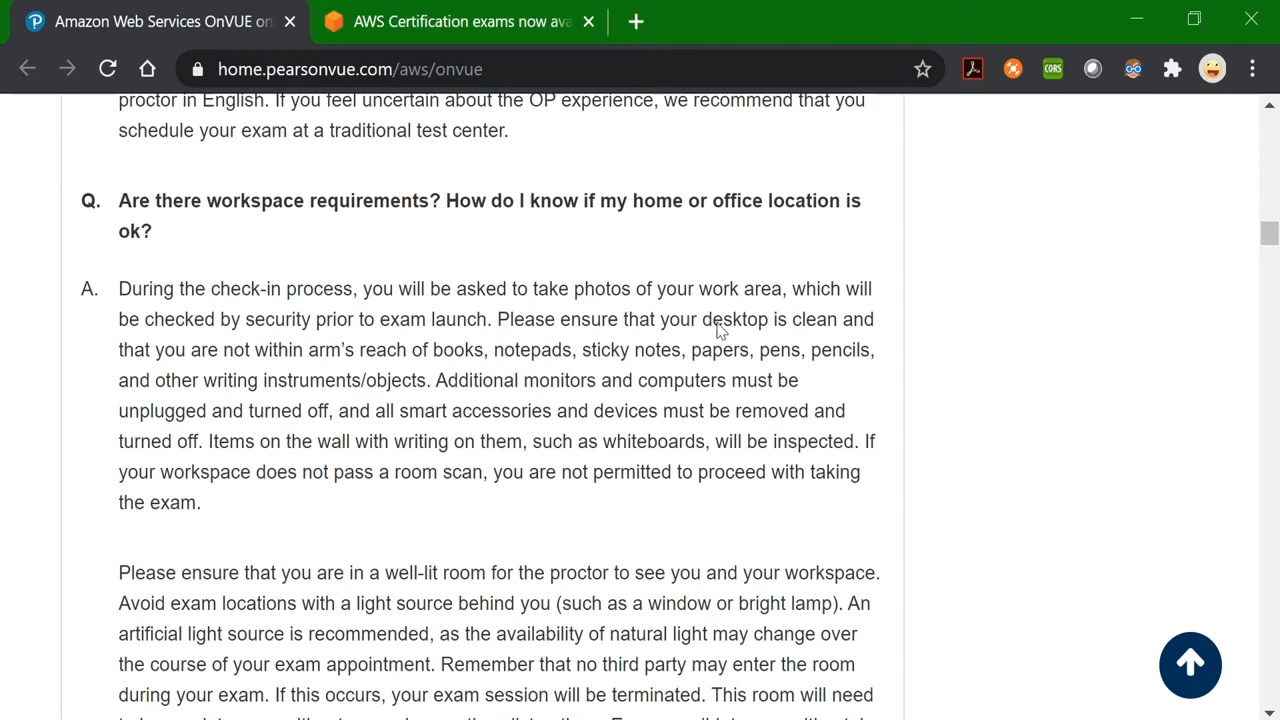 Amazon Web Services OnVUE on
AWS Certification exams now ava
home.pearsonvue.com/aws/onvue
CORS
proctor in English. If you feel uncertain about the OP experience, we recommend that you
schedule your exam at a traditional test center.
Q. Are there workspace requirements? How do I know if my home or office location is
ok?
A. During the check-in process, you will be asked to take photos of your work area, which will
be checked by security prior to exam launch. Please ensure that your desktop is clean and
that you are not within arm’s reach of books, notepads, sticky notes, papers, pens, pencils,
and other writing instruments/objects. Additional monitors and computers must be
unplugged and turned off, and all smart accessories and devices must be removed and
turned off. Items on the wall with writing on them, such as whiteboards, will be inspected. If
your workspace does not pass a room scan, you are not permitted to proceed with taking
the exam.
Please ensure that you are in a well-lit room for the proctor to see you and your workspace.
Avoid exam locations with a light source behind you (such as a window or bright lamp). An
artificial light source is recommended, as the availability of natural light may change over
the course of your exam appointment. Remember that no third party may enter the room
during your exam. If this occurs, your exam session will be terminated. This room will need